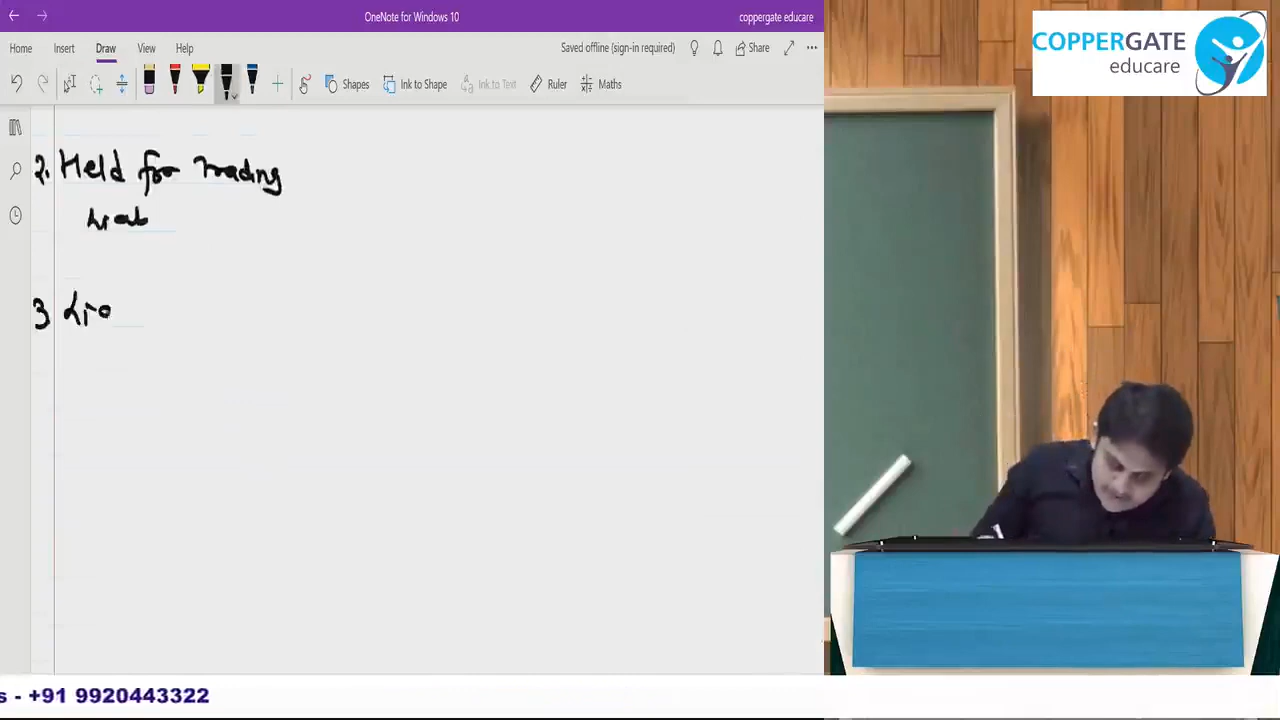 OneNote for Windows 10
coppergate educare
Home Insert Draw View Help
Saved offline (sign-in required)
Share
Shapes
Ink to Shape
Ink to Text
Ruler
Maths
COPPERGATE
educare
2. Held for Trading
3
s - +91 9920443322